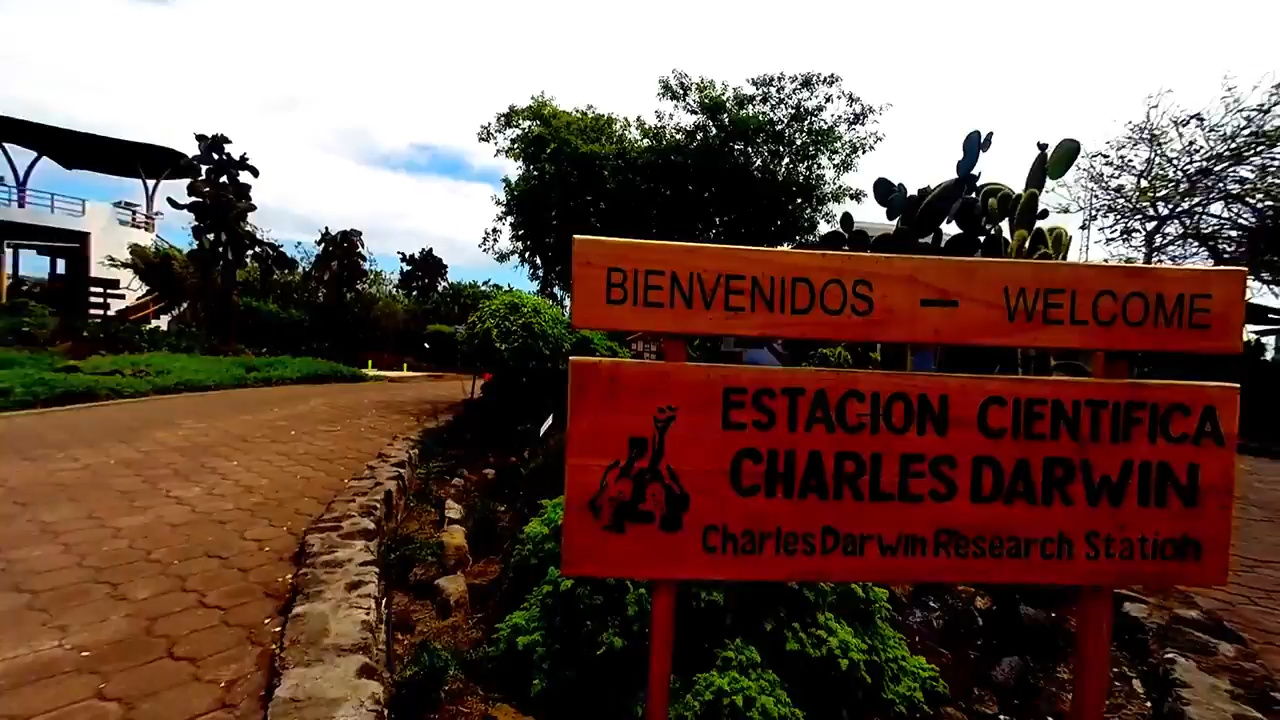 BIENVENIDOS — WELCOME
ESTACION CIENTIFICA
CHARLES DARWIN
Charles Darwin Research Station